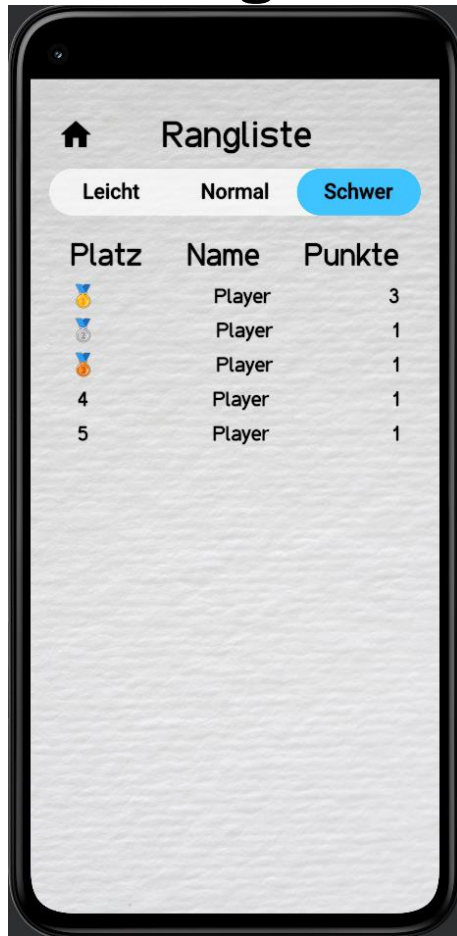 Rangliste
Leicht Normal Schwer
Platz Name Punkte
🥇 Player 3
🥈 Player 1
🥉 Player 1
4 Player 1
5 Player 1